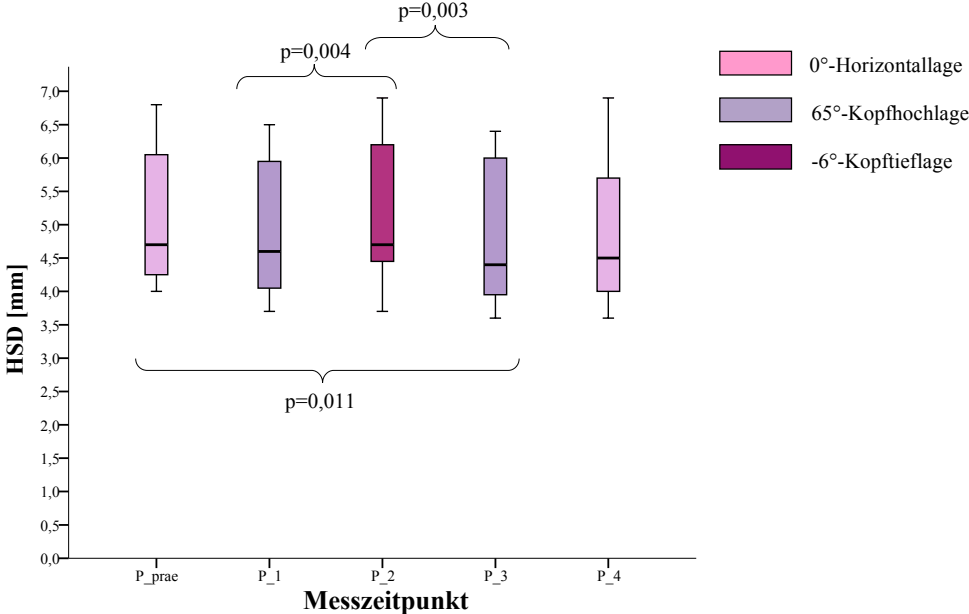 p=0,003
p=0,004
0°-Horizontallage
65°-Kopfhochlage
-6°-Kopftieflage
7,0
6,5
6,0
5,5
5,0
4,5
4,0
3,5
3,0
2,5
2,0
1,5
1,0
0,5
0,0
HSD [mm]
p=0,011
P_prae P_1 P_2 P_3 P_4
Messzeitpunkt